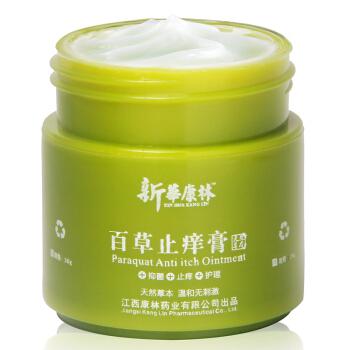 新華康林
XIN HUA KANG LIN
百草止痒膏
Paraquat Anti itch Ointment
抑菌 止痒 护理
天然草本 温和无刺激
江西康林药业有限公司出品
Jiangxi Kang Lin Pharmaceutical Co., Ltd.